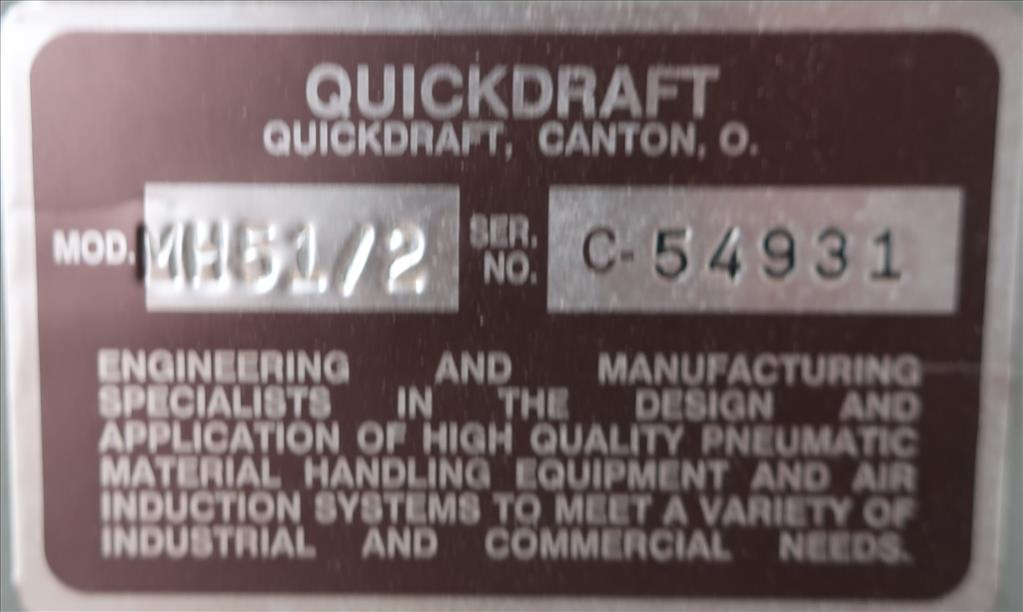 QUICKDRAFT
QUICKDRAFT, CANTON, O.
MOD. MH51/2 SER. NO. C-54931
ENGINEERING AND MANUFACTURING
SPECIALISTS IN THE DESIGN AND
APPLICATION OF HIGH QUALITY PNEUMATIC
MATERIAL HANDLING EQUIPMENT AND AIR
INDUCTION SYSTEMS TO MEET A VARIETY OF
INDUSTRIAL AND COMMERCIAL NEEDS.